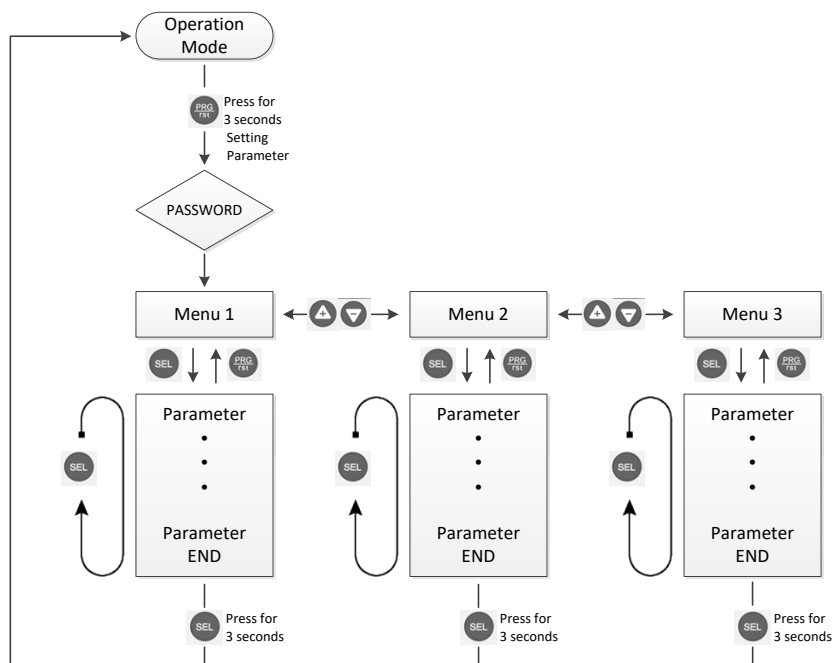 Operation
Mode
PRG
rst
Press for
3 seconds
Setting
Parameter
PASSWORD
Menu 1
+
−
Menu 2
+
−
Menu 3
SEL
PRG
rst
SEL
PRG
rst
SEL
PRG
rst
SEL
Parameter
Parameter
END
SEL
Parameter
Parameter
END
SEL
Parameter
Parameter
END
SEL
Press for
3 seconds
SEL
Press for
3 seconds
SEL
Press for
3 seconds